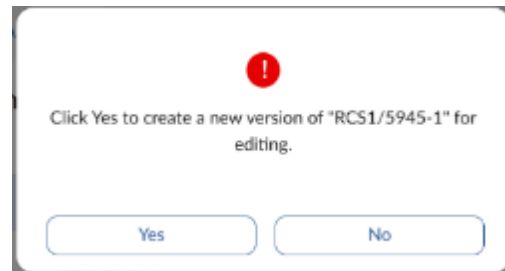 !
Click Yes to create a new version of "RCS1/5945-1" for
editing.
Yes No